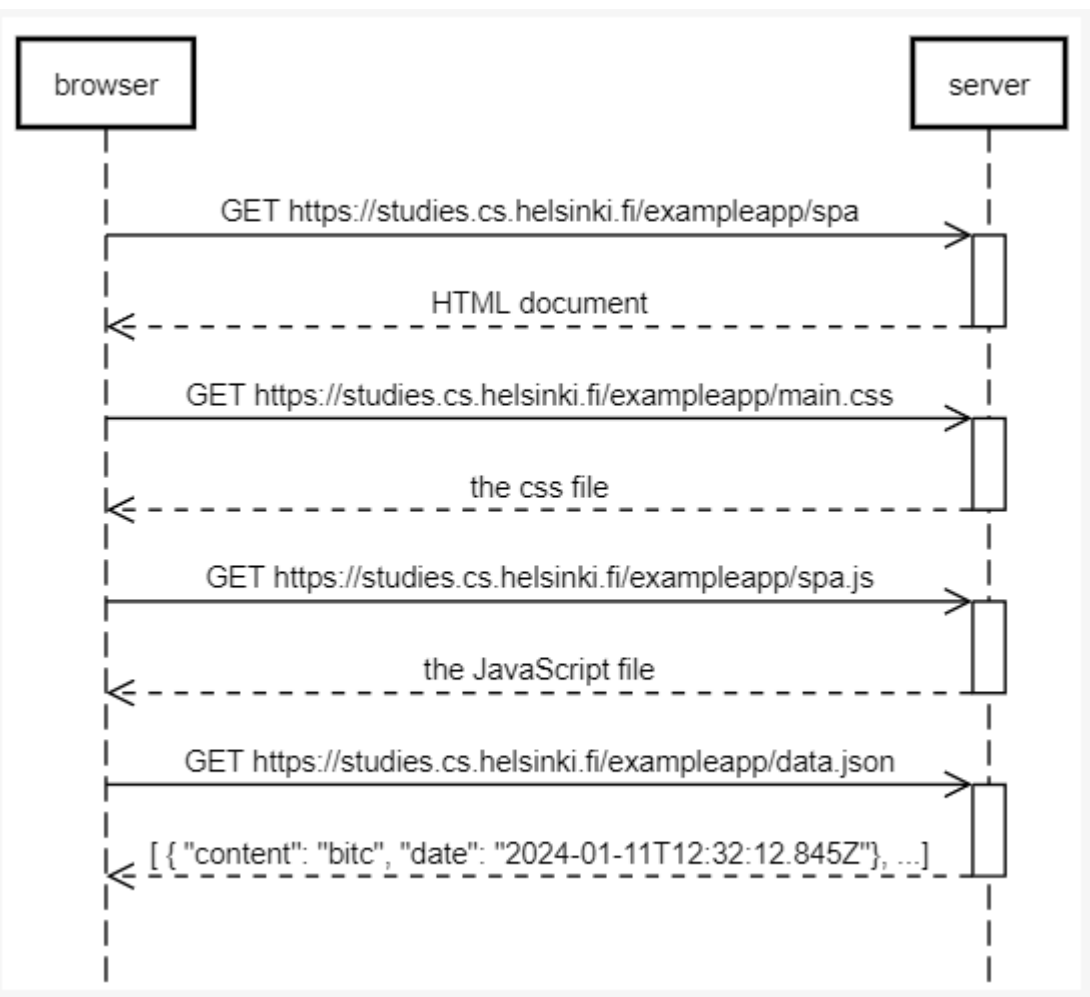 browser
server
GET https://studies.cs.helsinki.fi/exampleapp/spa
HTML document
GET https://studies.cs.helsinki.fi/exampleapp/main.css
the css file
GET https://studies.cs.helsinki.fi/exampleapp/spa.js
the JavaScript file
GET https://studies.cs.helsinki.fi/exampleapp/data.json
[ { "content": "bitc", "date": "2024-01-11T12:32:12.845Z"}, ...]